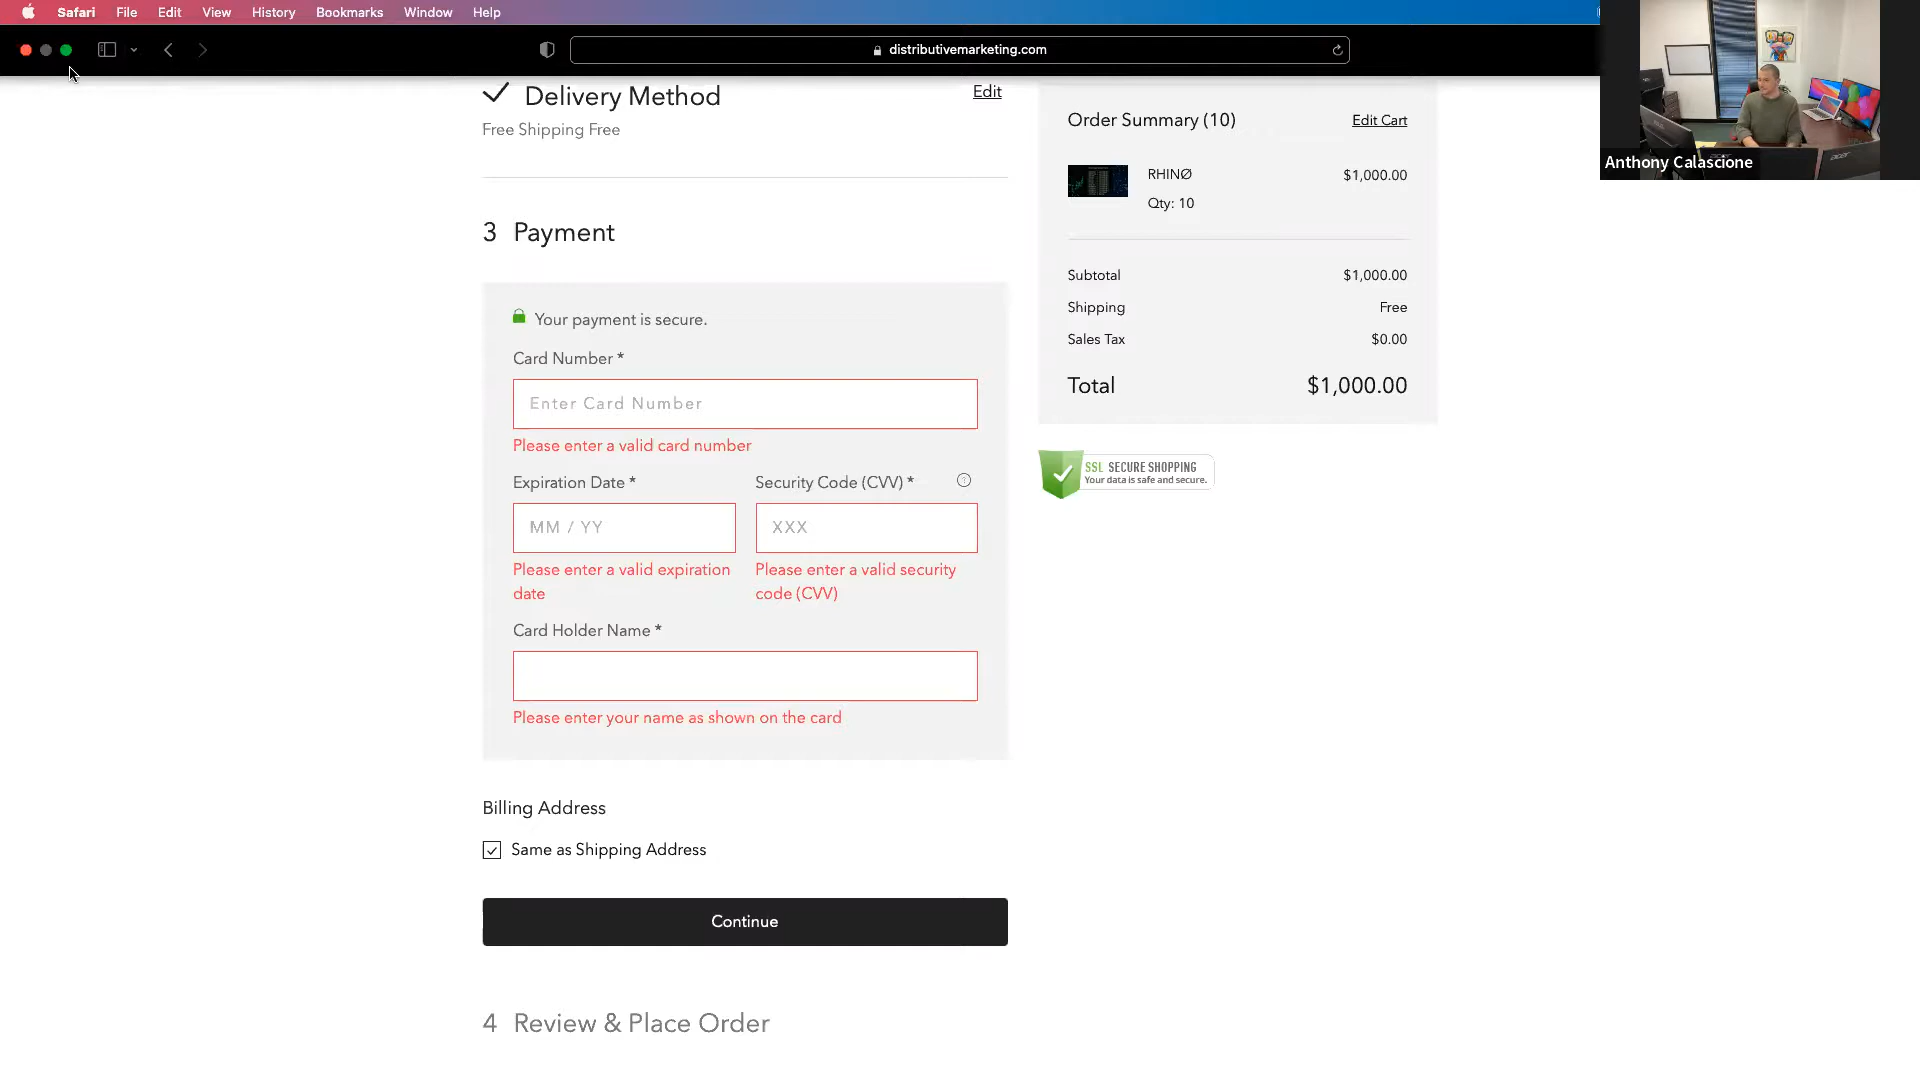 Safari File Edit View History Bookmarks Window Help
distributivemarketing.com
Anthony Calascione
Delivery Method
Edit
Free Shipping Free
3 Payment
Your payment is secure.
Card Number *
Enter Card Number
Please enter a valid card number
Expiration Date *
Security Code (CVV) *
MM / YY
XXX
Please enter a valid expiration
date
Please enter a valid security
code (CVV)
Card Holder Name *
Please enter your name as shown on the card
Billing Address
Same as Shipping Address
Continue
4 Review & Place Order
Order Summary (10)
Edit Cart
RHINØ
$1,000.00
Qty: 10
Subtotal
$1,000.00
Shipping
Free
Sales Tax
$0.00
Total
$1,000.00
SSL SECURE SHOPPING
Your data is safe and secure.